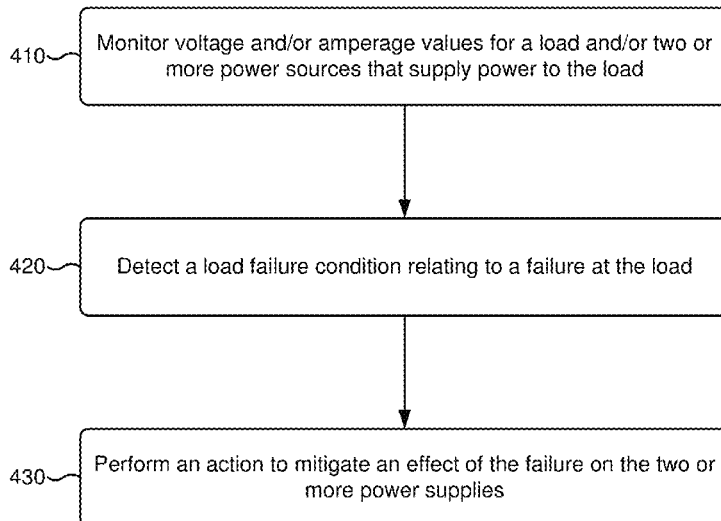 410
Monitor voltage and/or amperage values for a load and/or two or
more power sources that supply power to the load
420
Detect a load failure condition relating to a failure at the load
430
Perform an action to mitigate an effect of the failure on the two or
more power supplies